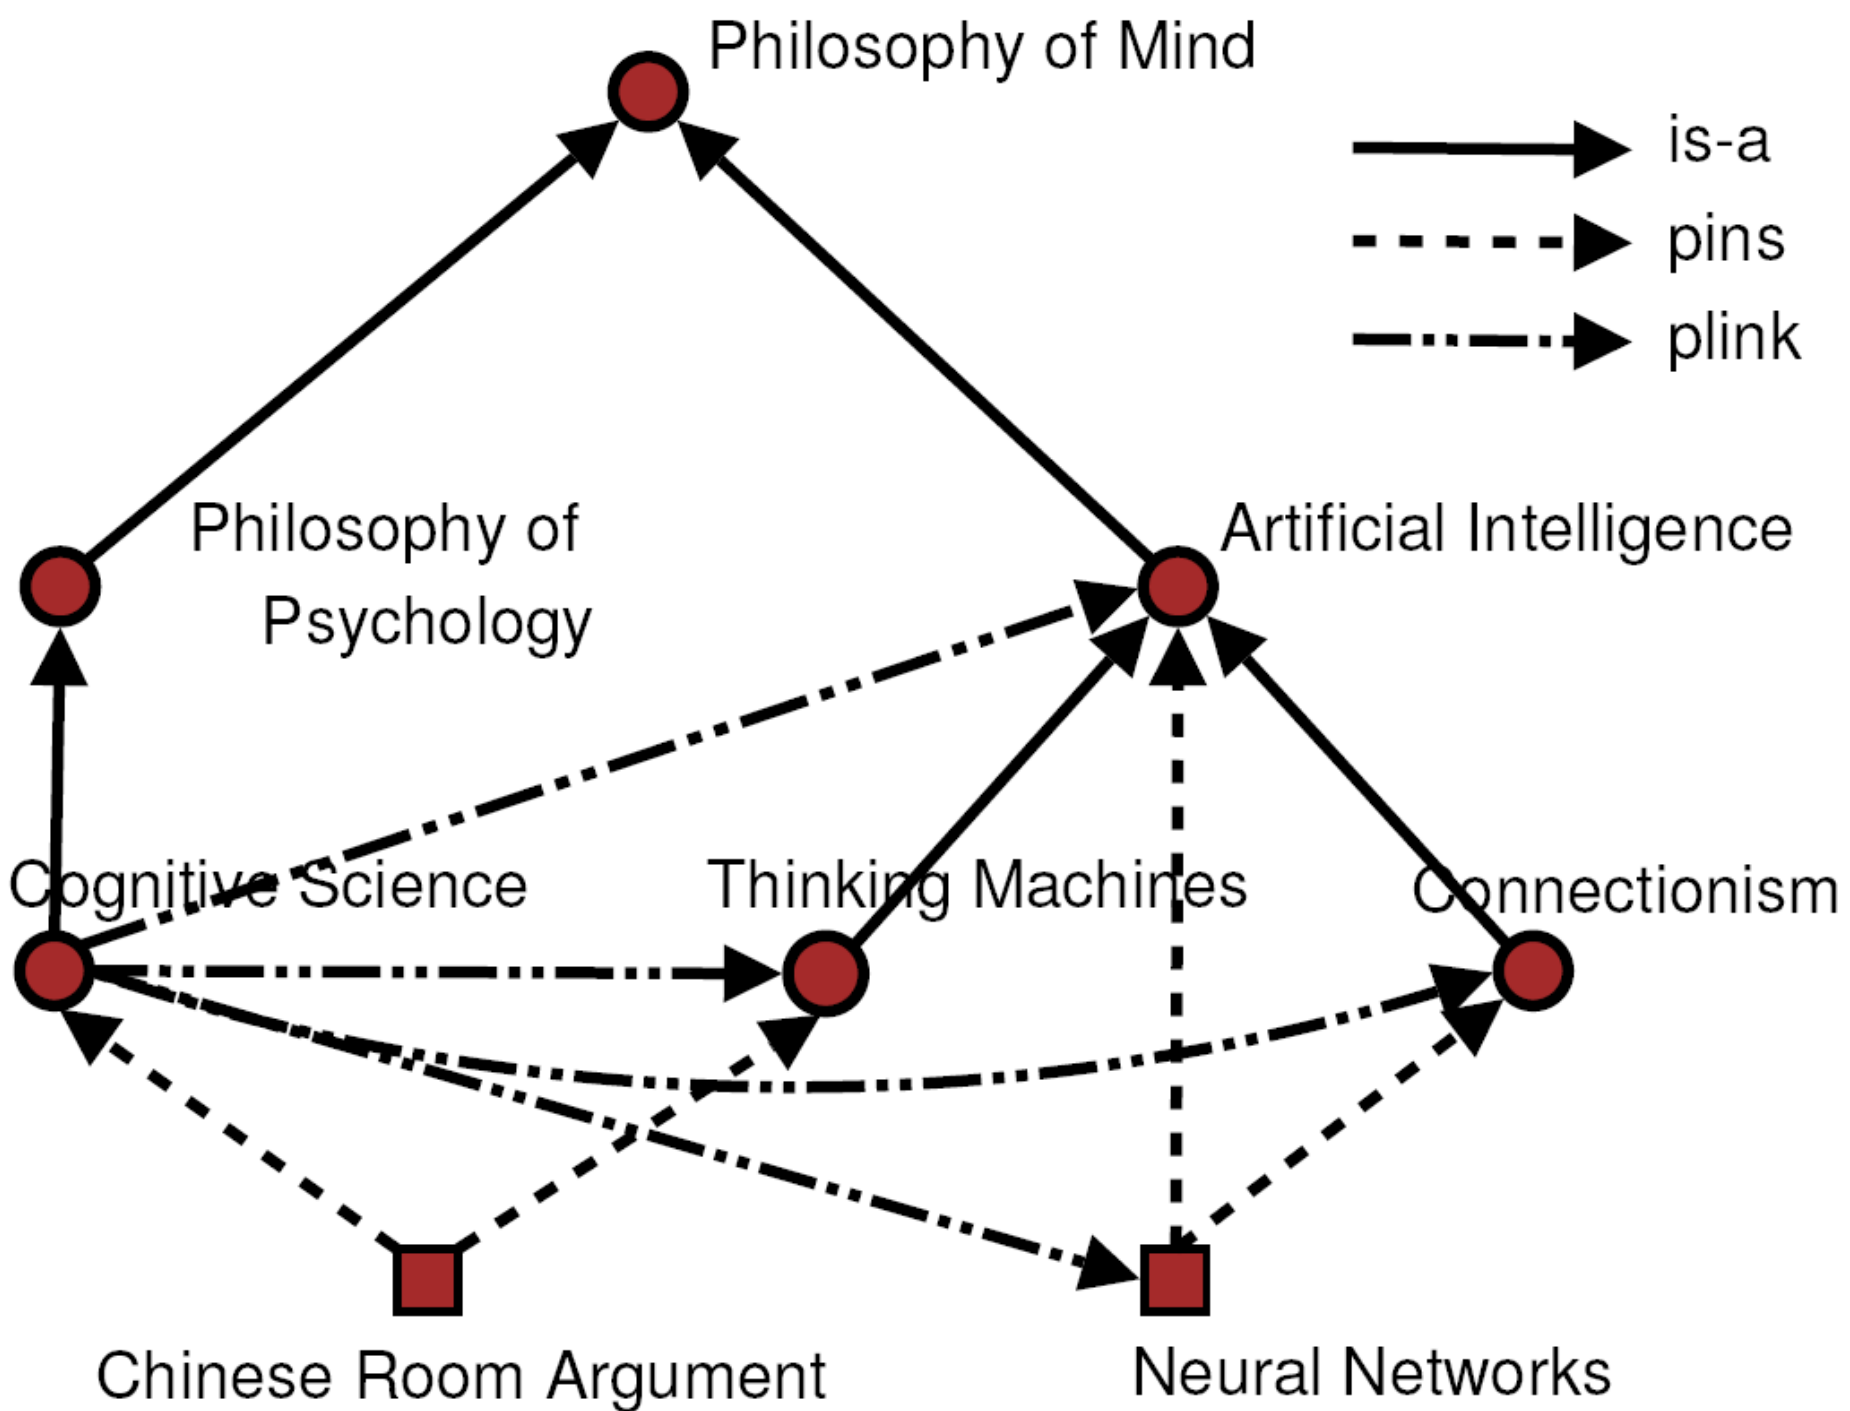 Philosophy of Mind
is-a
pins
plink
Philosophy of
Psychology
Artificial Intelligence
Cognitive Science
Thinking Machines
Connectionism
Chinese Room Argument
Neural Networks